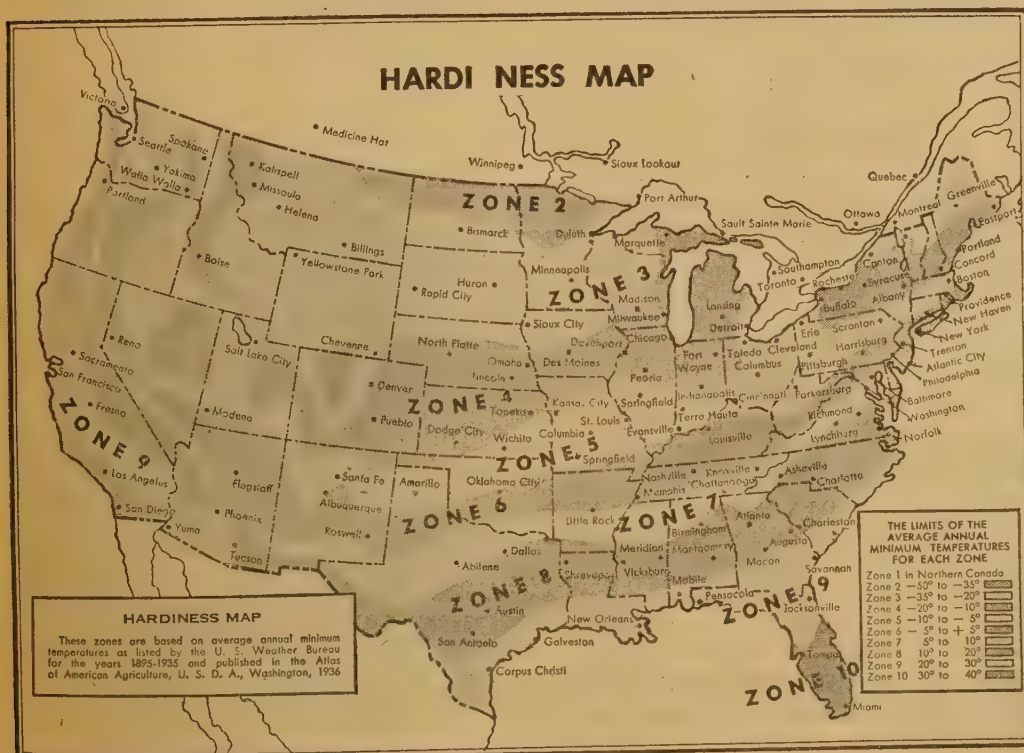 HARDI NESS MAP
Victoria
Medicine Hat
Winnipeg
Sioux Lookout
Quebec
Greenville
Seattle
Spokane
Yakima
Walla Walla
Portland
Kalispell
Missoula
Helena
Billings
ZONE 2
Port Arthur
Sault Sainte Marie
Ottawa
Montreal
Eastport
Bismarck
Duluth
Marquette
Boise
Yellowstone Park
Minneapolis
Southampton
Toronto
Rochester
Canton
Syracuse
Portland
Concord
Boston
Huron
Rapid City
ZONE 3
Madison
Milwaukee
Lansing
Detroit
Buffalo
Albany
Providence
New Haven
New York
Reno
Salt Lake City
Cheyenne
Sioux City
North Platte
Omaha
Lincoln
Davenport
Des Moines
Chicago
Erie
Scranton
Trenton
Atlantic City
Philadelphia
Sacramento
San Francisco
Fort Wayne
Toledo
Cleveland
Columbus
Pittsburgh
Harrisburg
Denver
Pueblo
Modena
ZONE 4
Topeka
Dodge City
Wichita
Peoria
Springfield
Indianapolis
Cincinnati
Parkersburg
Baltimore
Washington
Fresno
ZONE 9
Kansas City
Columbia
St. Louis
Evansville
Terre Haute
Louisville
Richmond
Lynchburg
Norfolk
ZONE 5
Springfield
Los Angelus
San Diego
Yuma
Flagstaff
Phoenix
Tucson
Santa Fe
Albuquerque
Roswell
Amarillo
Oklahoma City
ZONE 6
Nashville
Knoxville
Chattanooga
Memphis
Asheville
Charlotte
Little Rock
ZONE 7
Birmingham
Atlanta
Charleston
Augusta
Dallas
Abilene
Meridian
Montgomery
Macon
Savannah
ZONE 8
Shreveport
Vicksburg
Mobile
Pensacola
ZONE 9
Jacksonville
Austin
New Orleans
San Antonio
Galveston
Corpus Christi
Tampa
ZONE 10
Miami
HARDINESS MAP
These zones are based on average annual minimum
temperatures as listed by the U. S. Weather Bureau
for the years 1895-1935 and published in the Atlas
of American Agriculture, U. S. D. A., Washington, 1936
THE LIMITS OF THE
AVERAGE ANNUAL
MINIMUM TEMPERATURES
FOR EACH ZONE
Zone 1 in Northern Canada
Zone 2 -50° to -35°
Zone 3 -35° to -20°
Zone 4 -20° to -10°
Zone 5 -10° to - 5°
Zone 6 - 5° to + 5°
Zone 7 5° to 10°
Zone 8 10° to 20°
Zone 9 20° to 30°
Zone 10 30° to 40°